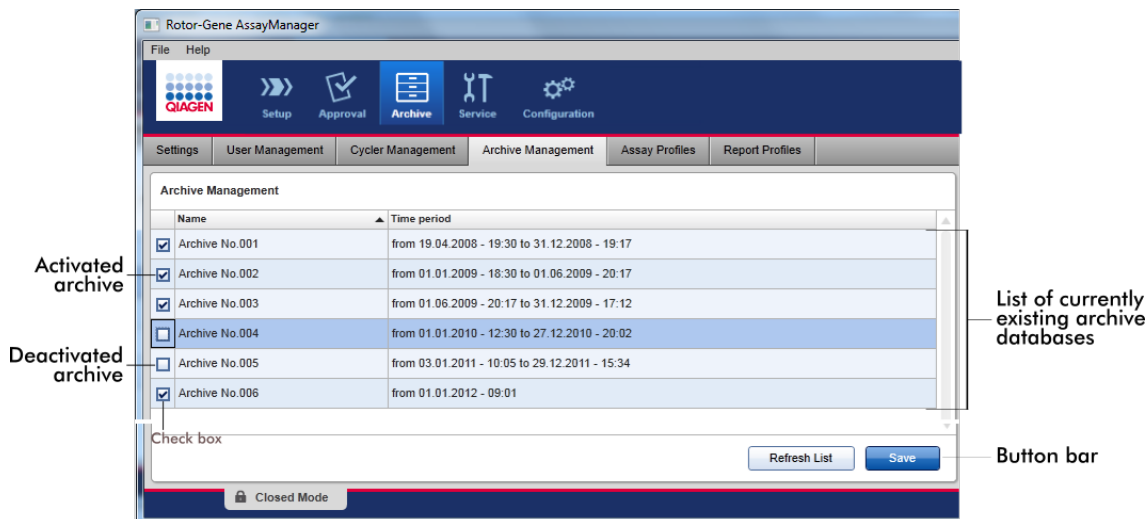 Rotor-Gene AssayManager
File Help
QIAGEN
Setup Approval Archive Service Configuration
Settings User Management Cycler Management Archive Management Assay Profiles Report Profiles
Archive Management
Name Time period
Archive No.001 from 19.04.2008 - 19:30 to 31.12.2008 - 19:17
Activated
archive
Archive No.002 from 01.01.2009 - 18:30 to 01.06.2009 - 20:17
Archive No.003 from 01.06.2009 - 20:17 to 31.12.2009 - 17:12
List of currently
existing archive
databases
Archive No.004 from 01.01.2010 - 12:30 to 27.12.2010 - 20:02
Deactivated
archive
Archive No.005 from 03.01.2011 - 10:05 to 29.12.2011 - 15:34
Archive No.006 from 01.01.2012 - 09:01
Check box
Refresh List Save
Button bar
Closed Mode